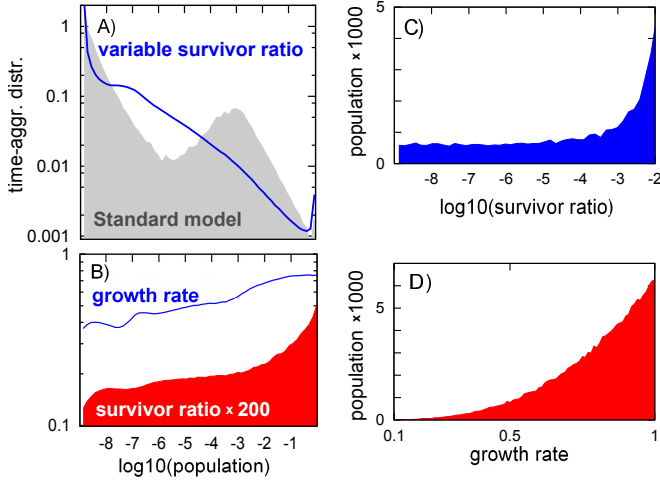 A)
variable survivor ratio
Standard model
time-aggr. distr.
1
0.1
0.01
0.001
B)
growth rate
survivor ratio × 200
1
0.1
-8 -7 -6 -5 -4 -3 -2 -1
log10(population)
C)
population × 1000
5
0
-8 -7 -6 -5 -4 -3 -2
log10(survivor ratio)
D)
population × 1000
5
0
0.1 0.5 1
growth rate